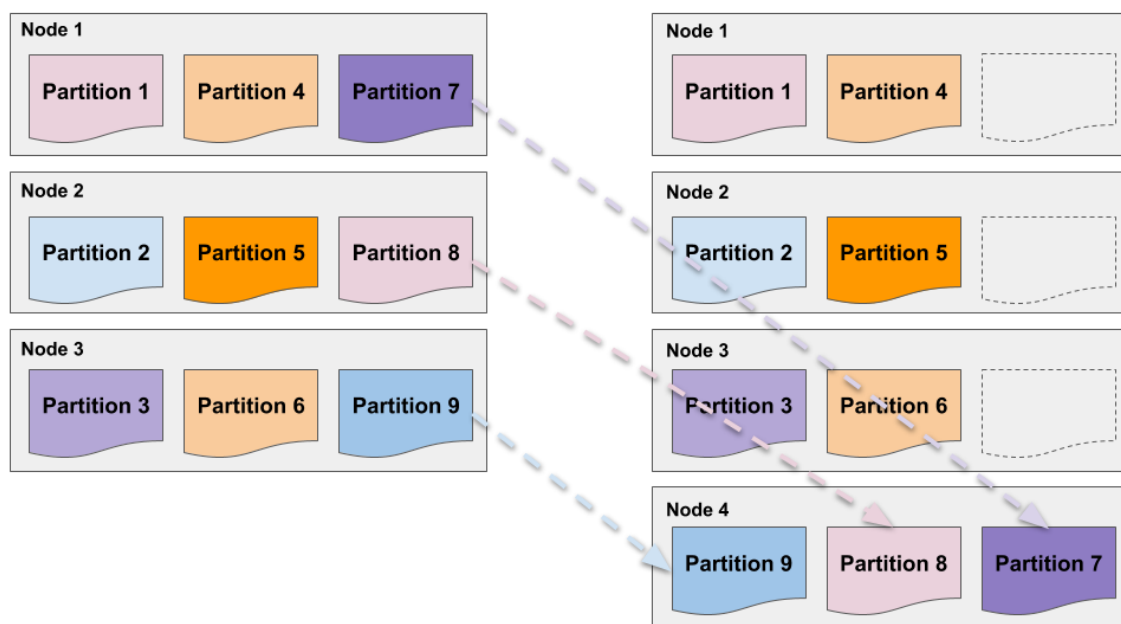 Node 1
Partition 1 Partition 4 Partition 7
Node 2
Partition 2 Partition 5 Partition 8
Node 3
Partition 3 Partition 6 Partition 9
Node 1
Partition 1 Partition 4
Node 2
Partition 2 Partition 5
Node 3
Partition 3 Partition 6
Node 4
Partition 9 Partition 8 Partition 7